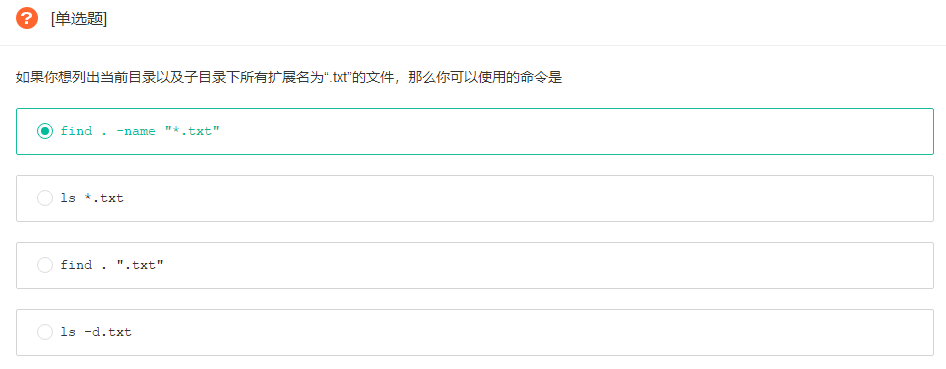 ?
[单选题]
如果你想列出当前目录以及子目录下所有扩展名为“.txt”的文件，那么你可以使用的命令是
find . -name "*.txt"
ls *.txt
find . ".txt"
ls -d.txt